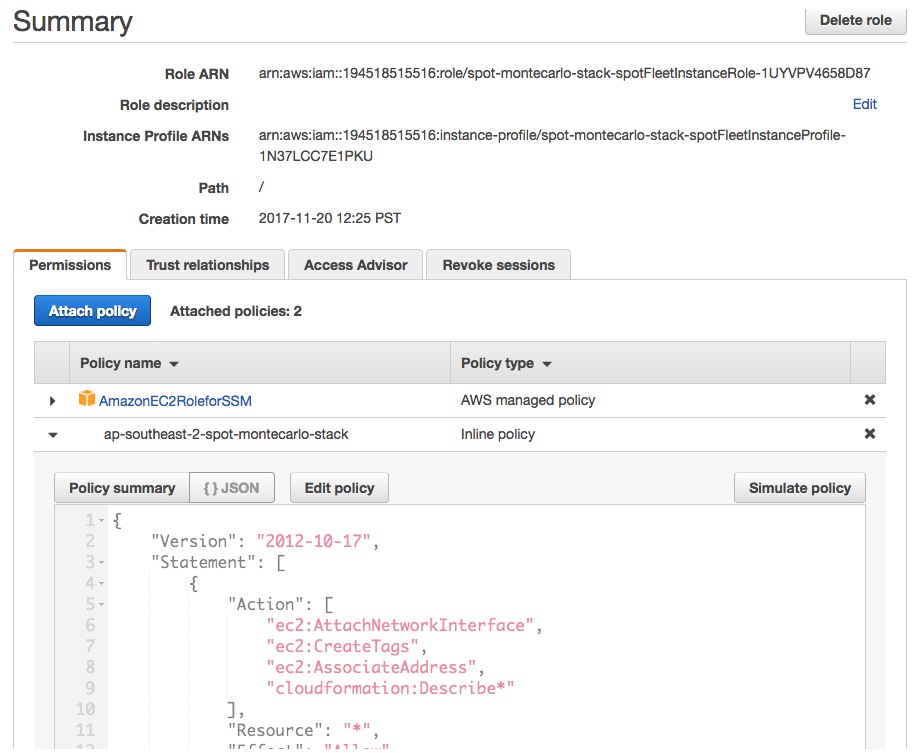 Summary
Delete role
Role ARN arn:aws:iam::194518515516:role/spot-montecarlo-stack-spotFleetInstanceRole-1UYVPV4658D87
Role description Edit
Instance Profile ARNs arn:aws:iam::194518515516:instance-profile/spot-montecarlo-stack-spotFleetInstanceProfile-
1N37LCC7E1PKU
Path /
Creation time 2017-11-20 12:25 PST
Permissions Trust relationships Access Advisor Revoke sessions
Attach policy Attached policies: 2
Policy name Policy type
AmazonEC2RoleforSSM AWS managed policy
ap-southeast-2-spot-montecarlo-stack Inline policy
Policy summary { } JSON Edit policy Simulate policy
1 {
2 "Version": "2012-10-17",
3 "Statement": [
4 {
5 "Action": [
6 "ec2:AttachNetworkInterface",
7 "ec2:CreateTags",
8 "ec2:AssociateAddress",
9 "cloudformation:Describe*"
10 ],
11 "Resource": "*",
12 "Effect": "Allow"